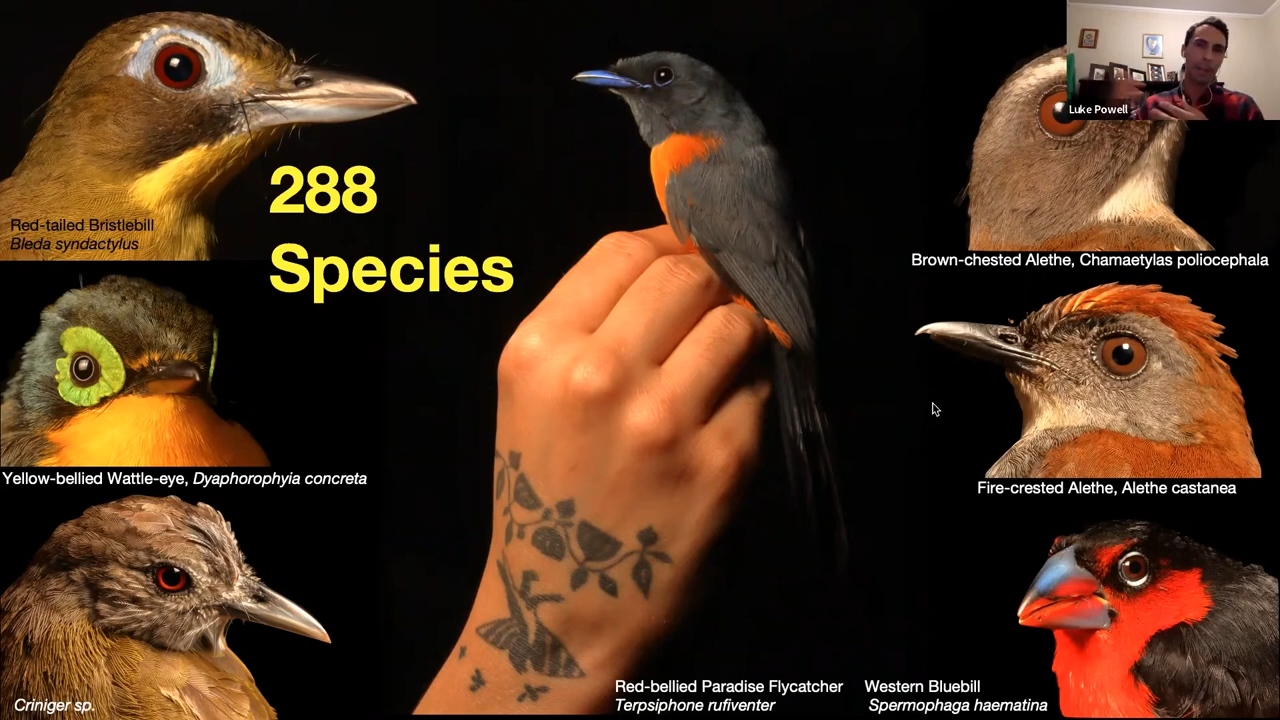 Luke Powell
288
Species
Red-tailed Bristlebill
Bleda syndactylus
Brown-chested Alethe, Chamaetylas poliocephala
Yellow-bellied Wattle-eye, Dyaphorophyia concreta
Fire-crested Alethe, Alethe castanea
Criniger sp.
Red-bellied Paradise Flycatcher
Terpsiphone rufiventer
Western Bluebill
Spermophaga haematina